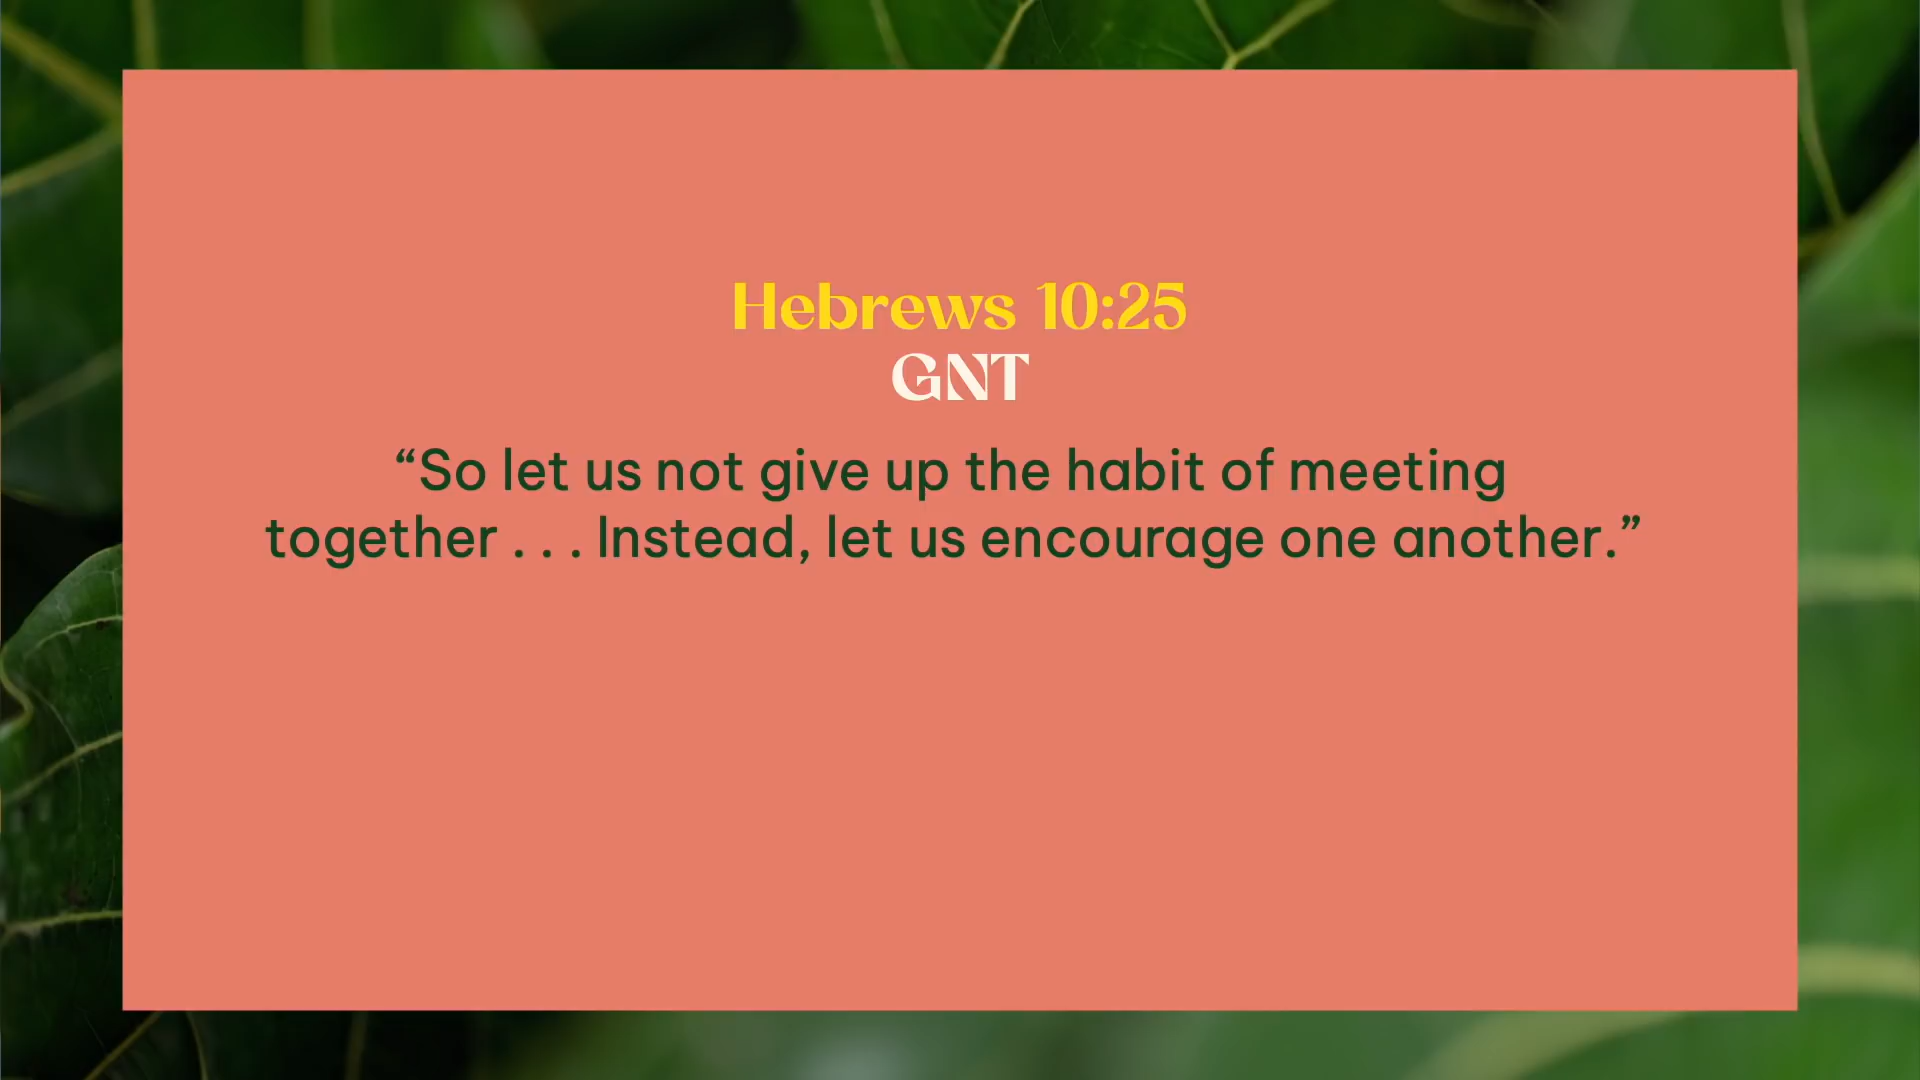 Hebrews 10:25
GNT
“So let us not give up the habit of meeting
together . . . Instead, let us encourage one another.”